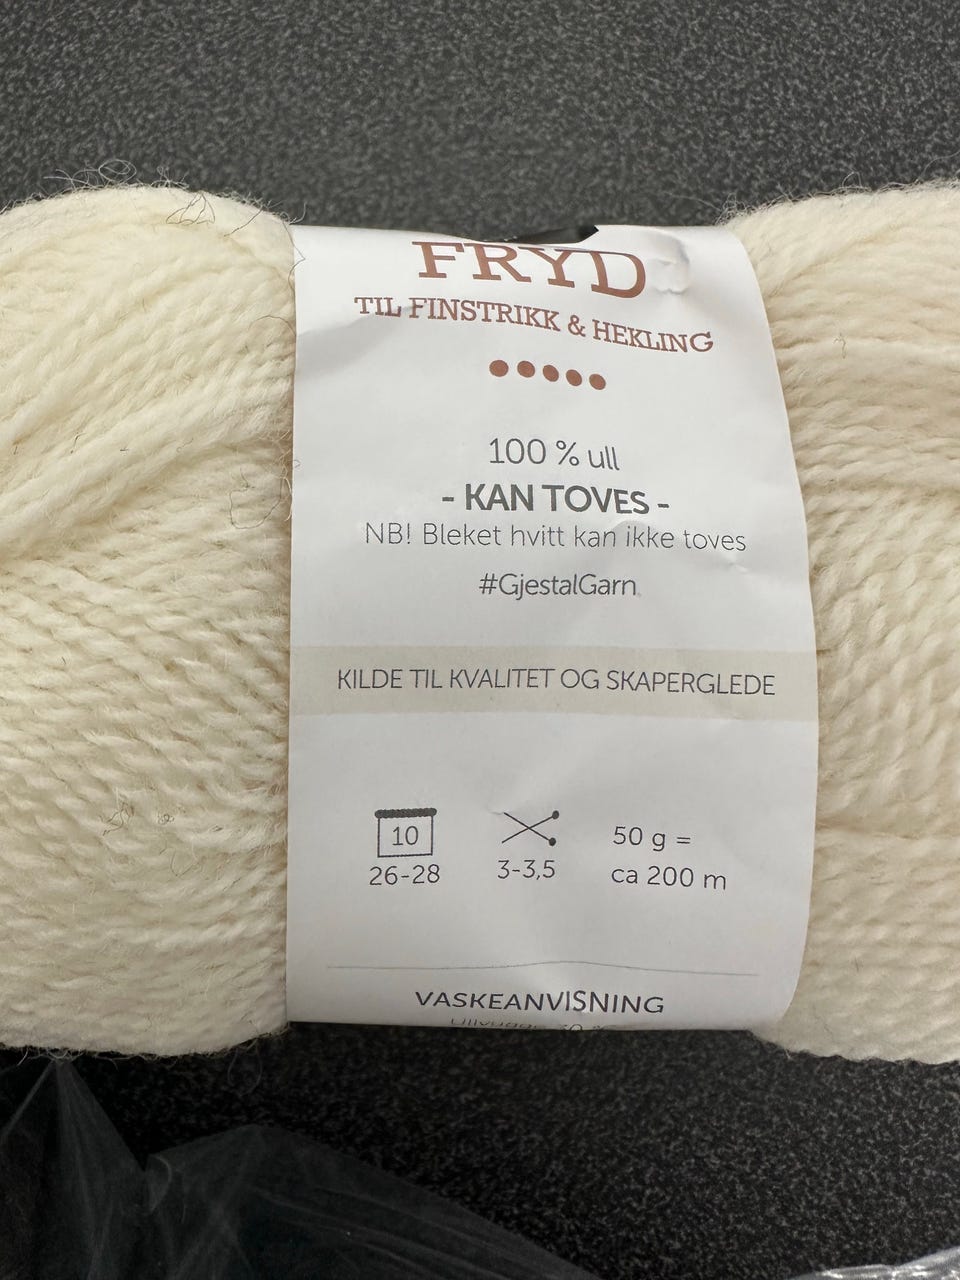 FRYD
TIL FINSTRIKK & HEKLING
100 % ull
- KAN TOVES -
NB! Bleket hvitt kan ikke toves
#GjestalGarn
KILDE TIL KVALITET OG SKAPERGLEDE
10
26-28
3-3,5
50 g =
ca 200 m
VASKEANVISNING